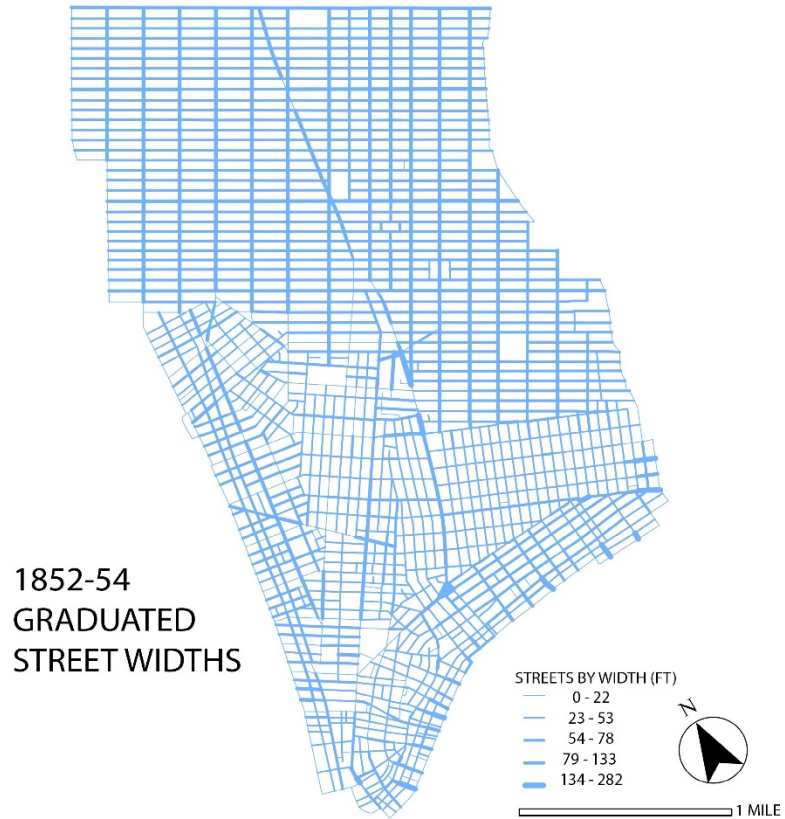 1852-54
GRADUATED
STREET WIDTHS
STREETS BY WIDTH (FT)
0 - 22
23 - 53
54 - 78
79 - 133
134 - 282
N
1 MILE